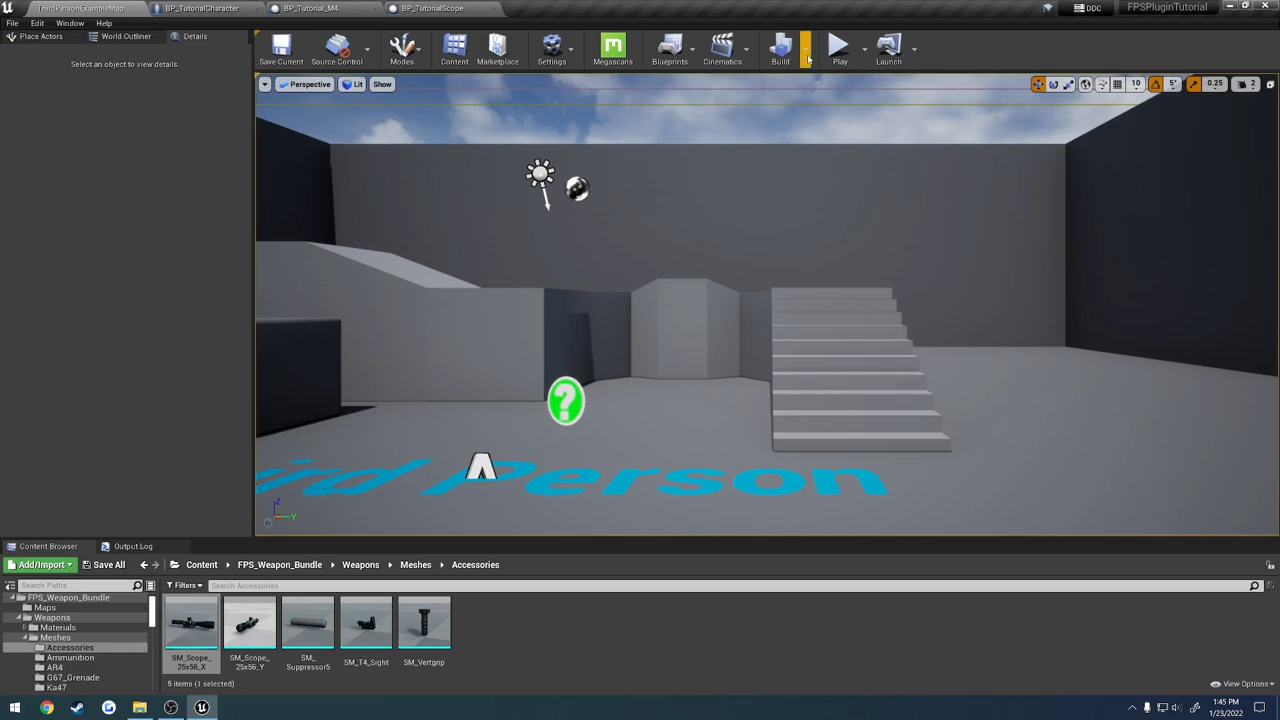 ThirdPersonExampleMap
BP_TutorialCharacter
BP_Tutorial_M4
BP_TutorialScope
DDC
FPSPluginTutorial
File Edit Window Help
Place Actors
World Outliner
Details
Select an object to view details.
Save Current
Source Control
Modes
Content
Marketplace
Settings
Megascans
Blueprints
Cinematics
Build
Play
Launch
Perspective
Lit
Show
10
5°
0.25
2
?
ird Person
Z
Y
Content Browser
Output Log
Add/Import
Save All
Content
FPS_Weapon_Bundle
Weapons
Meshes
Accessories
Search Paths
Filters
Search Accessories
FPS_Weapon_Bundle
Maps
Weapons
Materials
Meshes
Accessories
Ammunition
AR4
G67_Grenade
Ka47
SM_Scope_
25x56_X
SM_Scope_
25x56_Y
SM_
Suppressor5
SM_T4_Sight
SM_Vertgrip
5 items (1 selected)
View Options
1:45 PM
1/23/2022